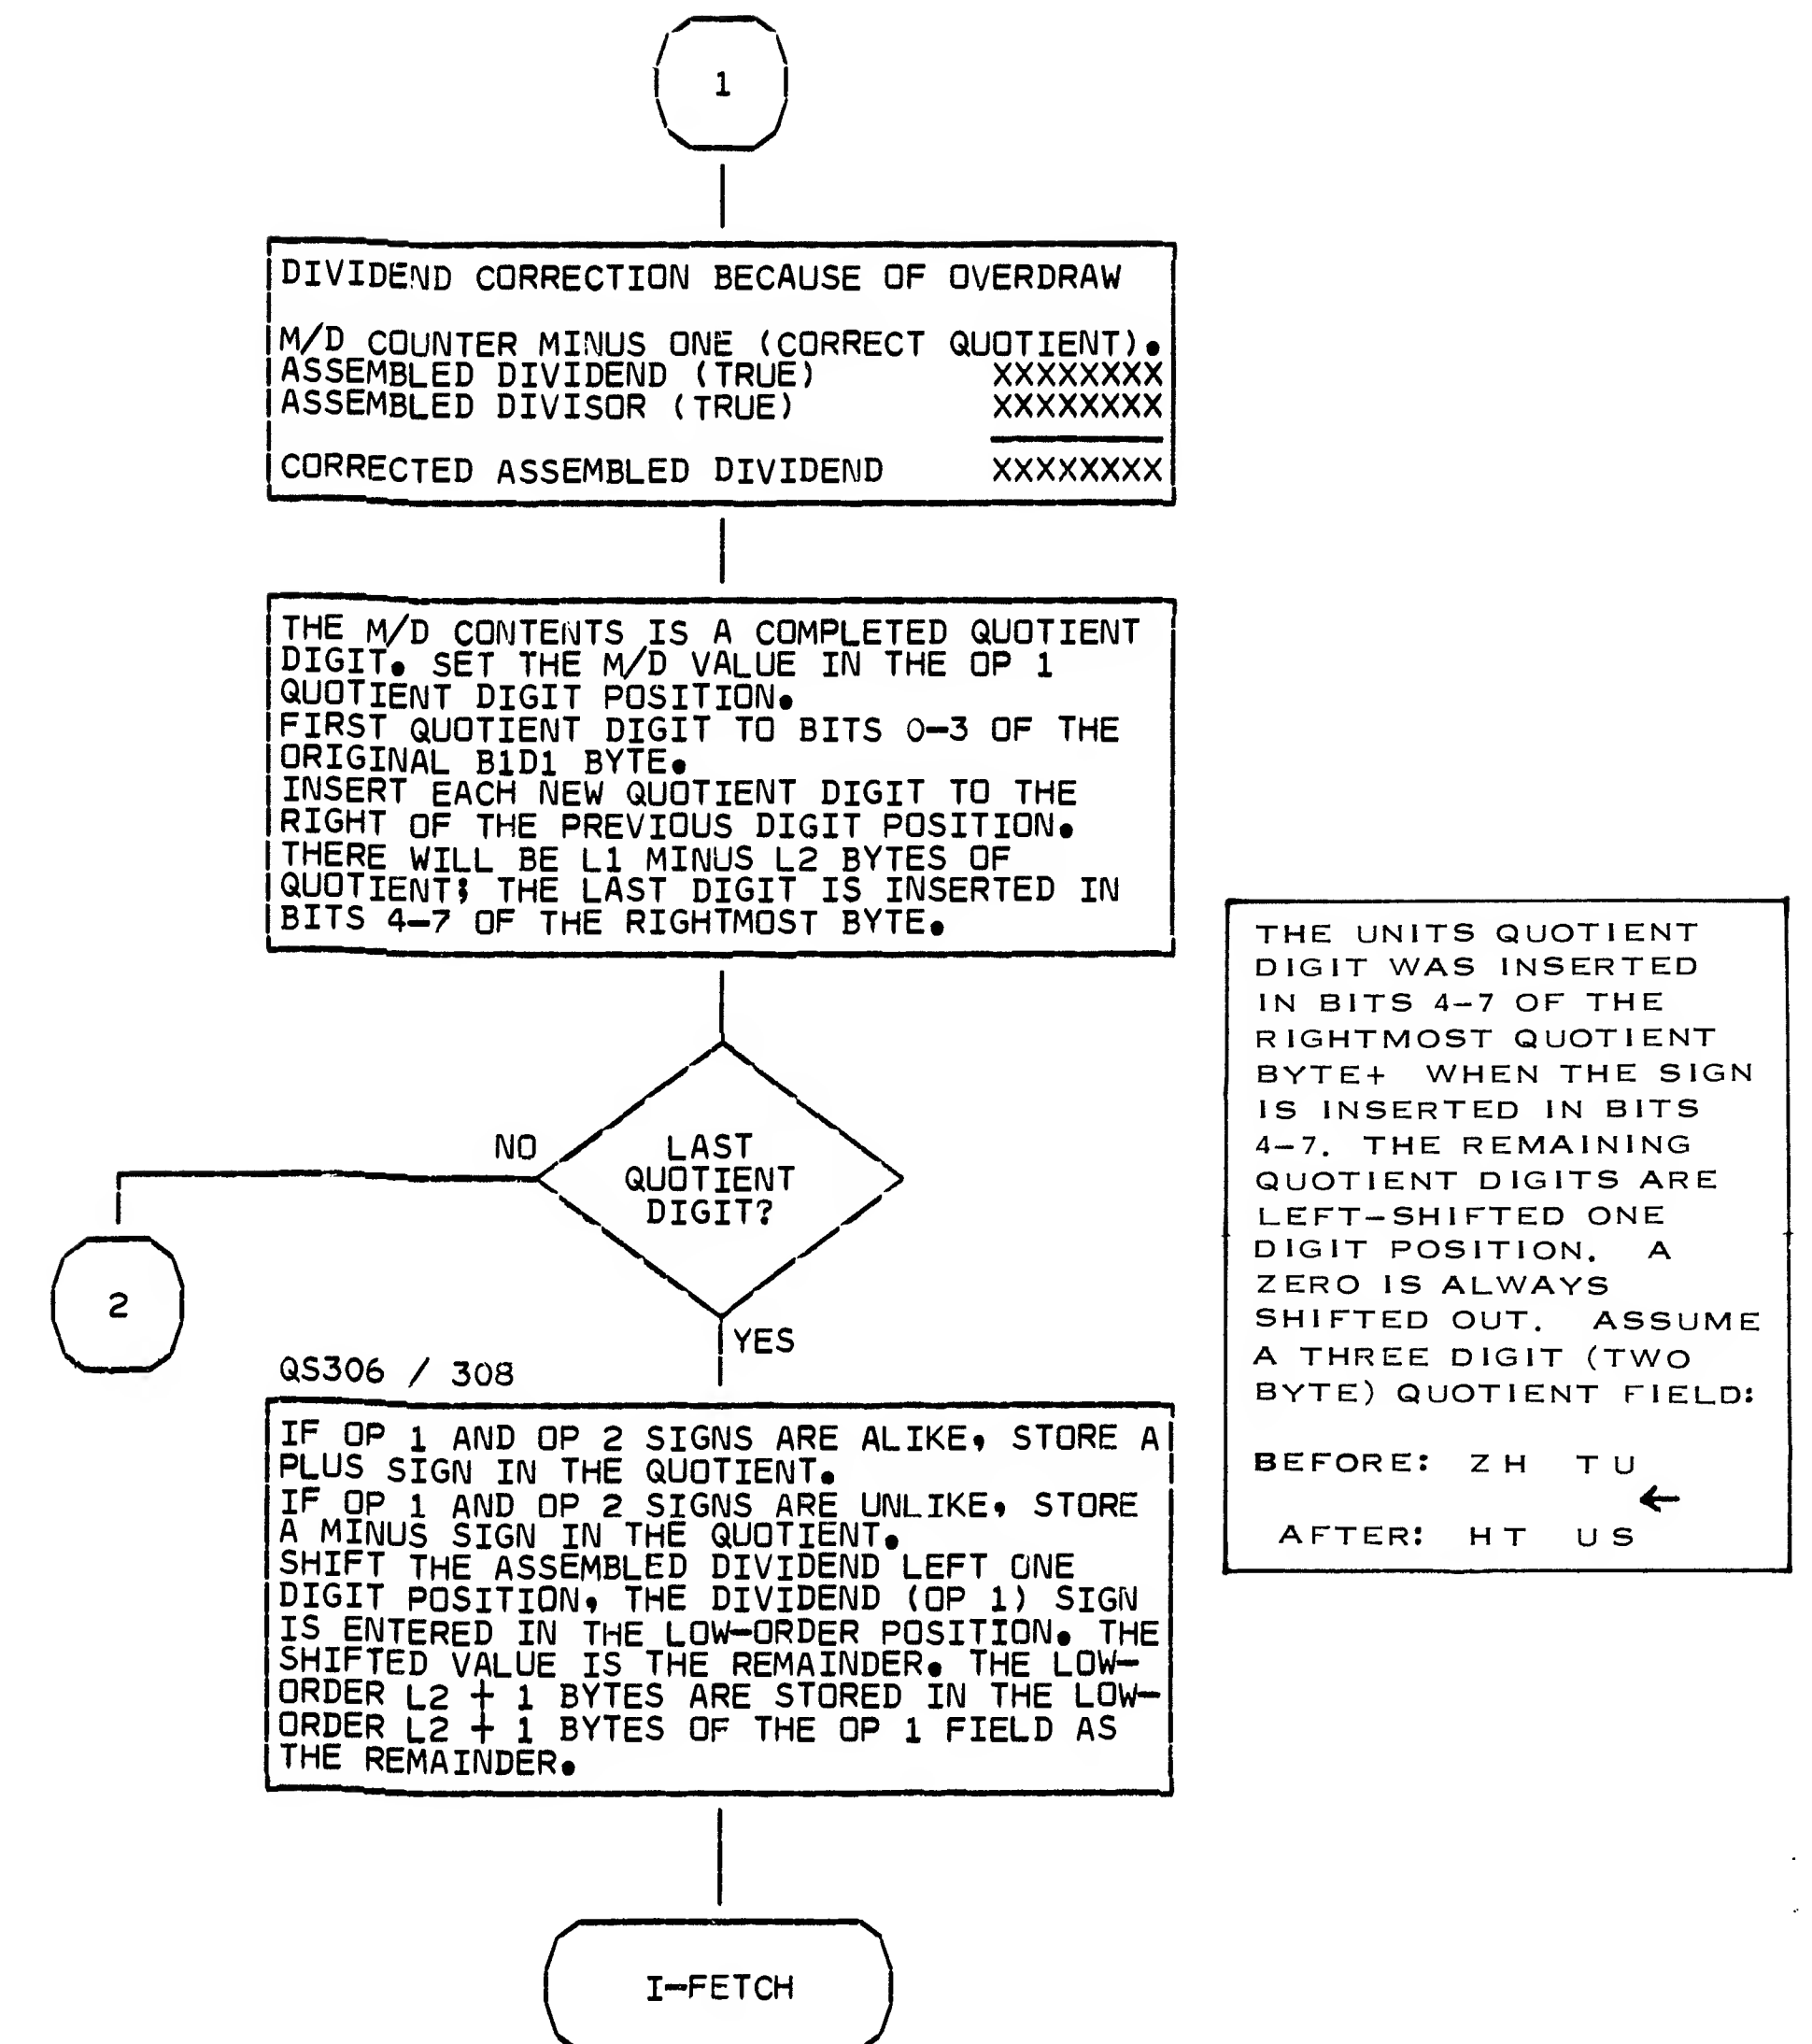 1
DIVIDEND CORRECTION BECAUSE OF OVERDRAW
M/D COUNTER MINUS ONE (CORRECT QUOTIENT).
ASSEMBLED DIVIDEND (TRUE) XXXXXXXX
ASSEMBLED DIVISOR (TRUE) XXXXXXXX
CORRECTED ASSEMBLED DIVIDEND XXXXXXXX
THE M/D CONTENTS IS A COMPLETED QUOTIENT
DIGIT. SET THE M/D VALUE IN THE OP 1
QUOTIENT DIGIT POSITION.
FIRST QUOTIENT DIGIT TO BITS 0-3 OF THE
ORIGINAL B1D1 BYTE.
INSERT EACH NEW QUOTIENT DIGIT TO THE
RIGHT OF THE PREVIOUS DIGIT POSITION.
THERE WILL BE L1 MINUS L2 BYTES OF
QUOTIENT; THE LAST DIGIT IS INSERTED IN
BITS 4-7 OF THE RIGHTMOST BYTE.
NO
LAST
QUOTIENT
DIGIT?
2
YES
QS306 / 308
IF OP 1 AND OP 2 SIGNS ARE ALIKE, STORE A
PLUS SIGN IN THE QUOTIENT.
IF OP 1 AND OP 2 SIGNS ARE UNLIKE, STORE
A MINUS SIGN IN THE QUOTIENT.
SHIFT THE ASSEMBLED DIVIDEND LEFT ONE
DIGIT POSITION, THE DIVIDEND (OP 1) SIGN
IS ENTERED IN THE LOW-ORDER POSITION. THE
SHIFTED VALUE IS THE REMAINDER. THE LOW-
ORDER L2 + 1 BYTES ARE STORED IN THE LOW-
ORDER L2 + 1 BYTES OF THE OP 1 FIELD AS
THE REMAINDER.
I-FETCH
THE UNITS QUOTIENT
DIGIT WAS INSERTED
IN BITS 4-7 OF THE
RIGHTMOST QUOTIENT
BYTE+ WHEN THE SIGN
IS INSERTED IN BITS
4-7. THE REMAINING
QUOTIENT DIGITS ARE
LEFT-SHIFTED ONE
DIGIT POSITION. A
ZERO IS ALWAYS
SHIFTED OUT. ASSUME
A THREE DIGIT (TWO
BYTE) QUOTIENT FIELD:
BEFORE: Z H T U
←
AFTER: H T U S